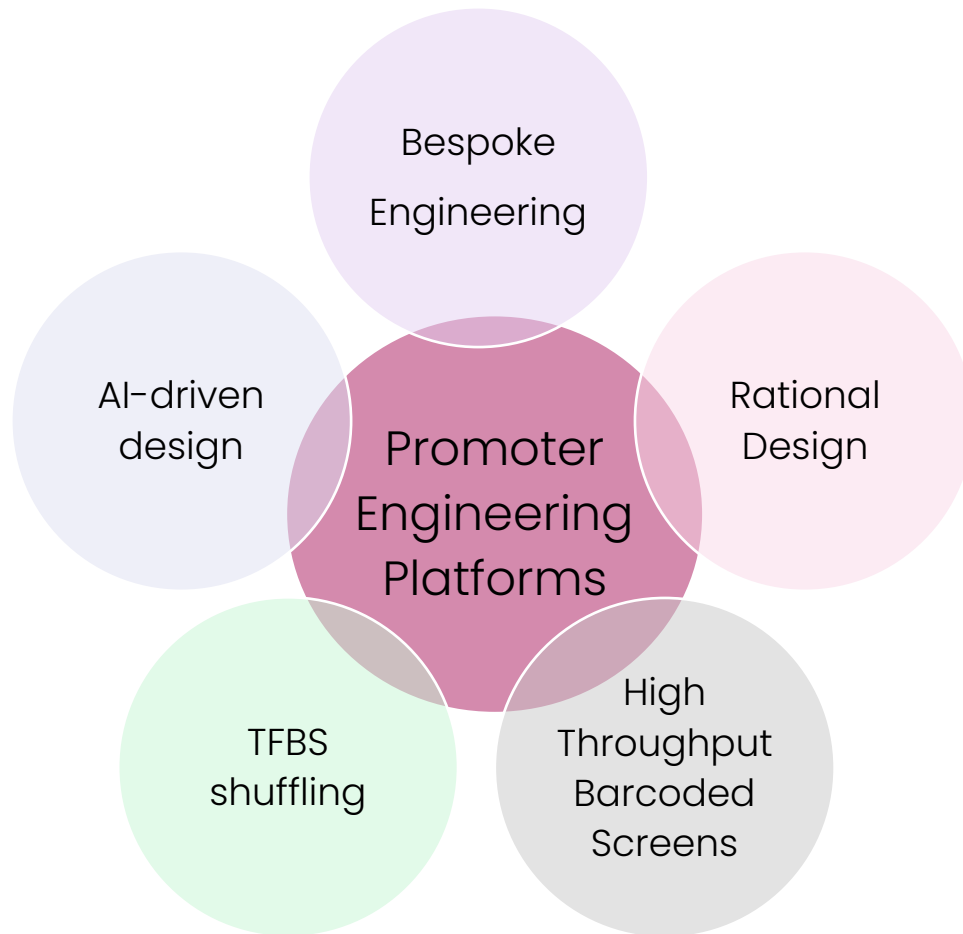 Bespoke
Engineering
AI-driven
design
Rational
Design
Promoter
Engineering
Platforms
TFBS
shuffling
High
Throughput
Barcoded
Screens